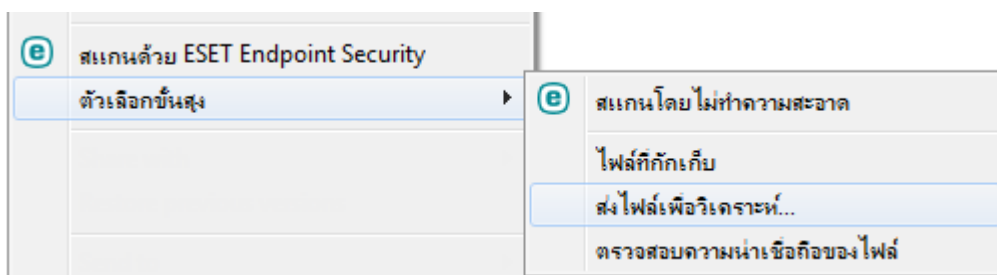 สแกนด้วย ESET Endpoint Security
ตัวเลือกขั้นสูง
สแกนโดยไม่ทำความสะอาด
ไฟล์ที่กักเก็บ
ส่งไฟล์เพื่อวิเคราะห์...
ตรวจสอบความน่าเชื่อถือของไฟล์